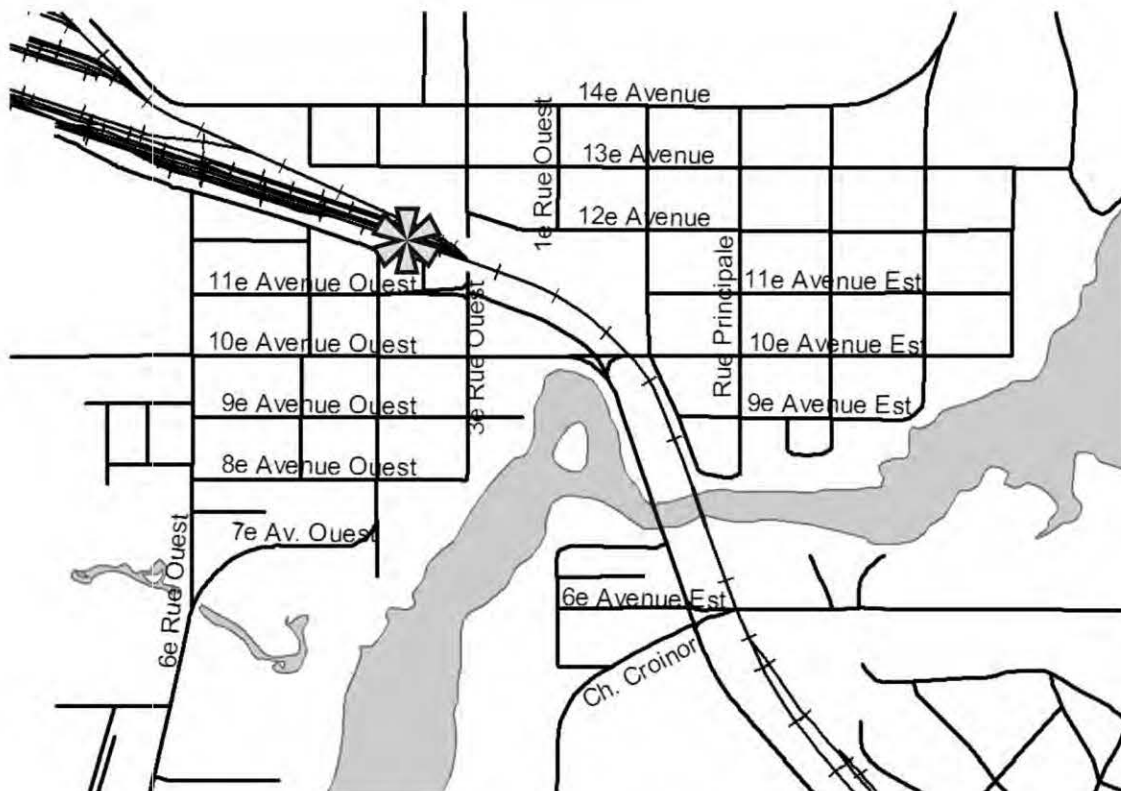 14e Avenue
1e Rue Ouest
13e Avenue
12e Avenue
11e Avenue Ouest
3e Rue Ouest
Rue Principale
11e Avenue Est
10e Avenue Ouest
10e Avenue Est
9e Avenue Ouest
9e Avenue Est
8e Avenue Ouest
7e Av. Ouest
6e Rue Ouest
6e Avenue Est
Ch. Croinor